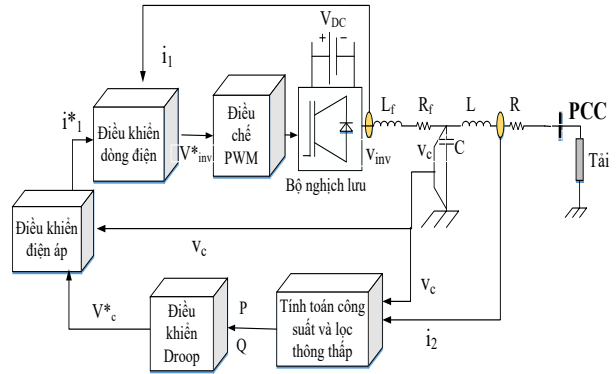 V_DC
+ −
i_1
L_f
R_f
L
R
PCC
i*_1
Điều khiển
dòng điện
V*_inv
Điều
chế
PWM
v_inv
v_c
C
Tải
Bộ nghịch lưu
Điều khiển
điện áp
v_c
v_c
V*_c
Điều
khiển
Droop
P
Q
Tính toán công
suất và lọc
thông thấp
i_2